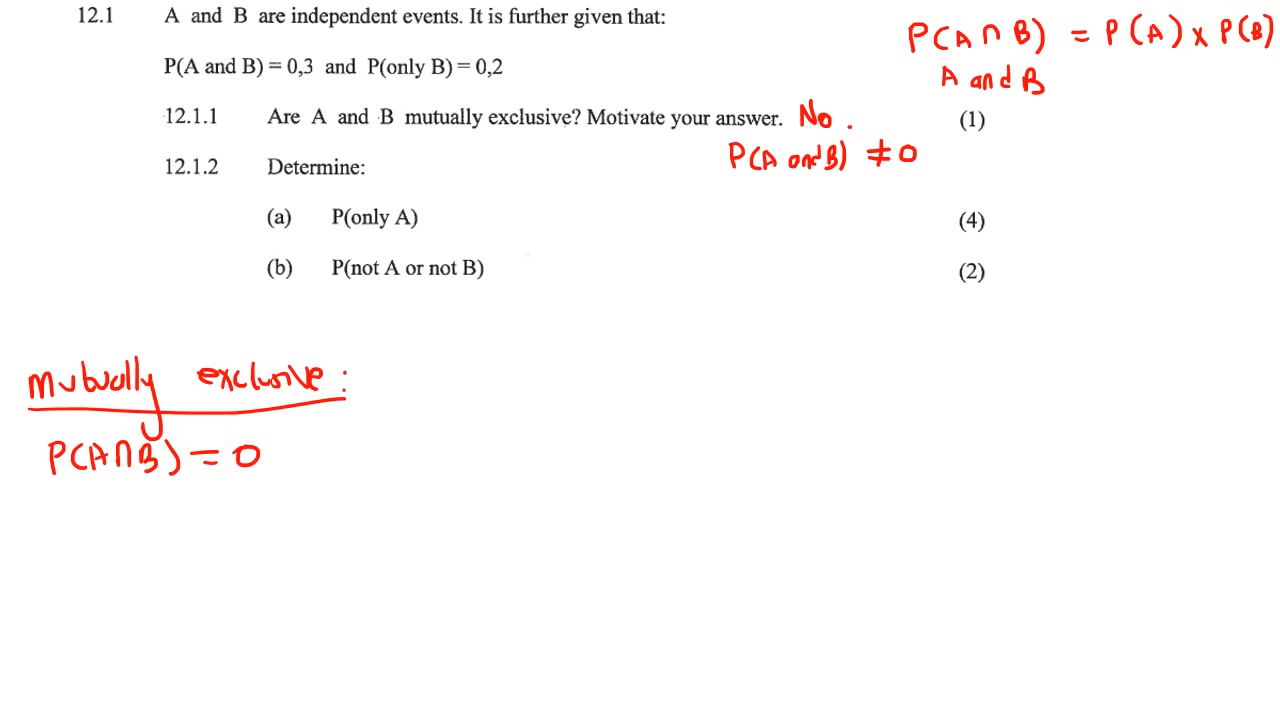 12.1 A and B are independent events. It is further given that:
P(A ∩ B) = P(A) × P(B)
P(A and B) = 0,3 and P(only B) = 0,2
A and B
12.1.1 Are A and B mutually exclusive? Motivate your answer. No. (1)
P(A and B) ≠ 0
12.1.2 Determine:
(a) P(only A) (4)
(b) P(not A or not B) (2)
Mutually exclusive:
P(A∩B) = 0